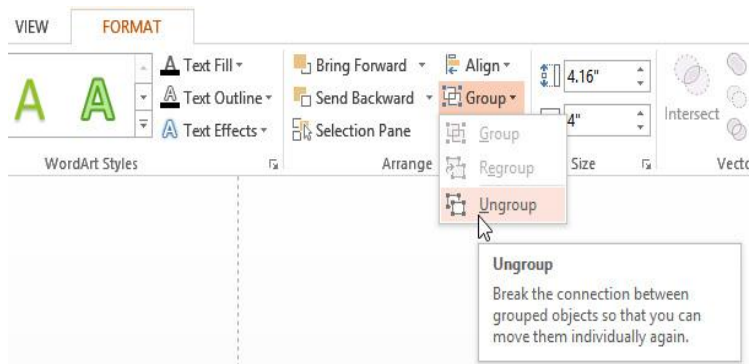 VIEW FORMAT
Text Fill Bring Forward Align 4.16"
A A Text Outline Send Backward Group 4"
Text Effects Selection Pane Intersect
WordArt Styles Arrange Size
Group
Regroup
Ungroup
Ungroup
Break the connection between
grouped objects so that you can
move them individually again.